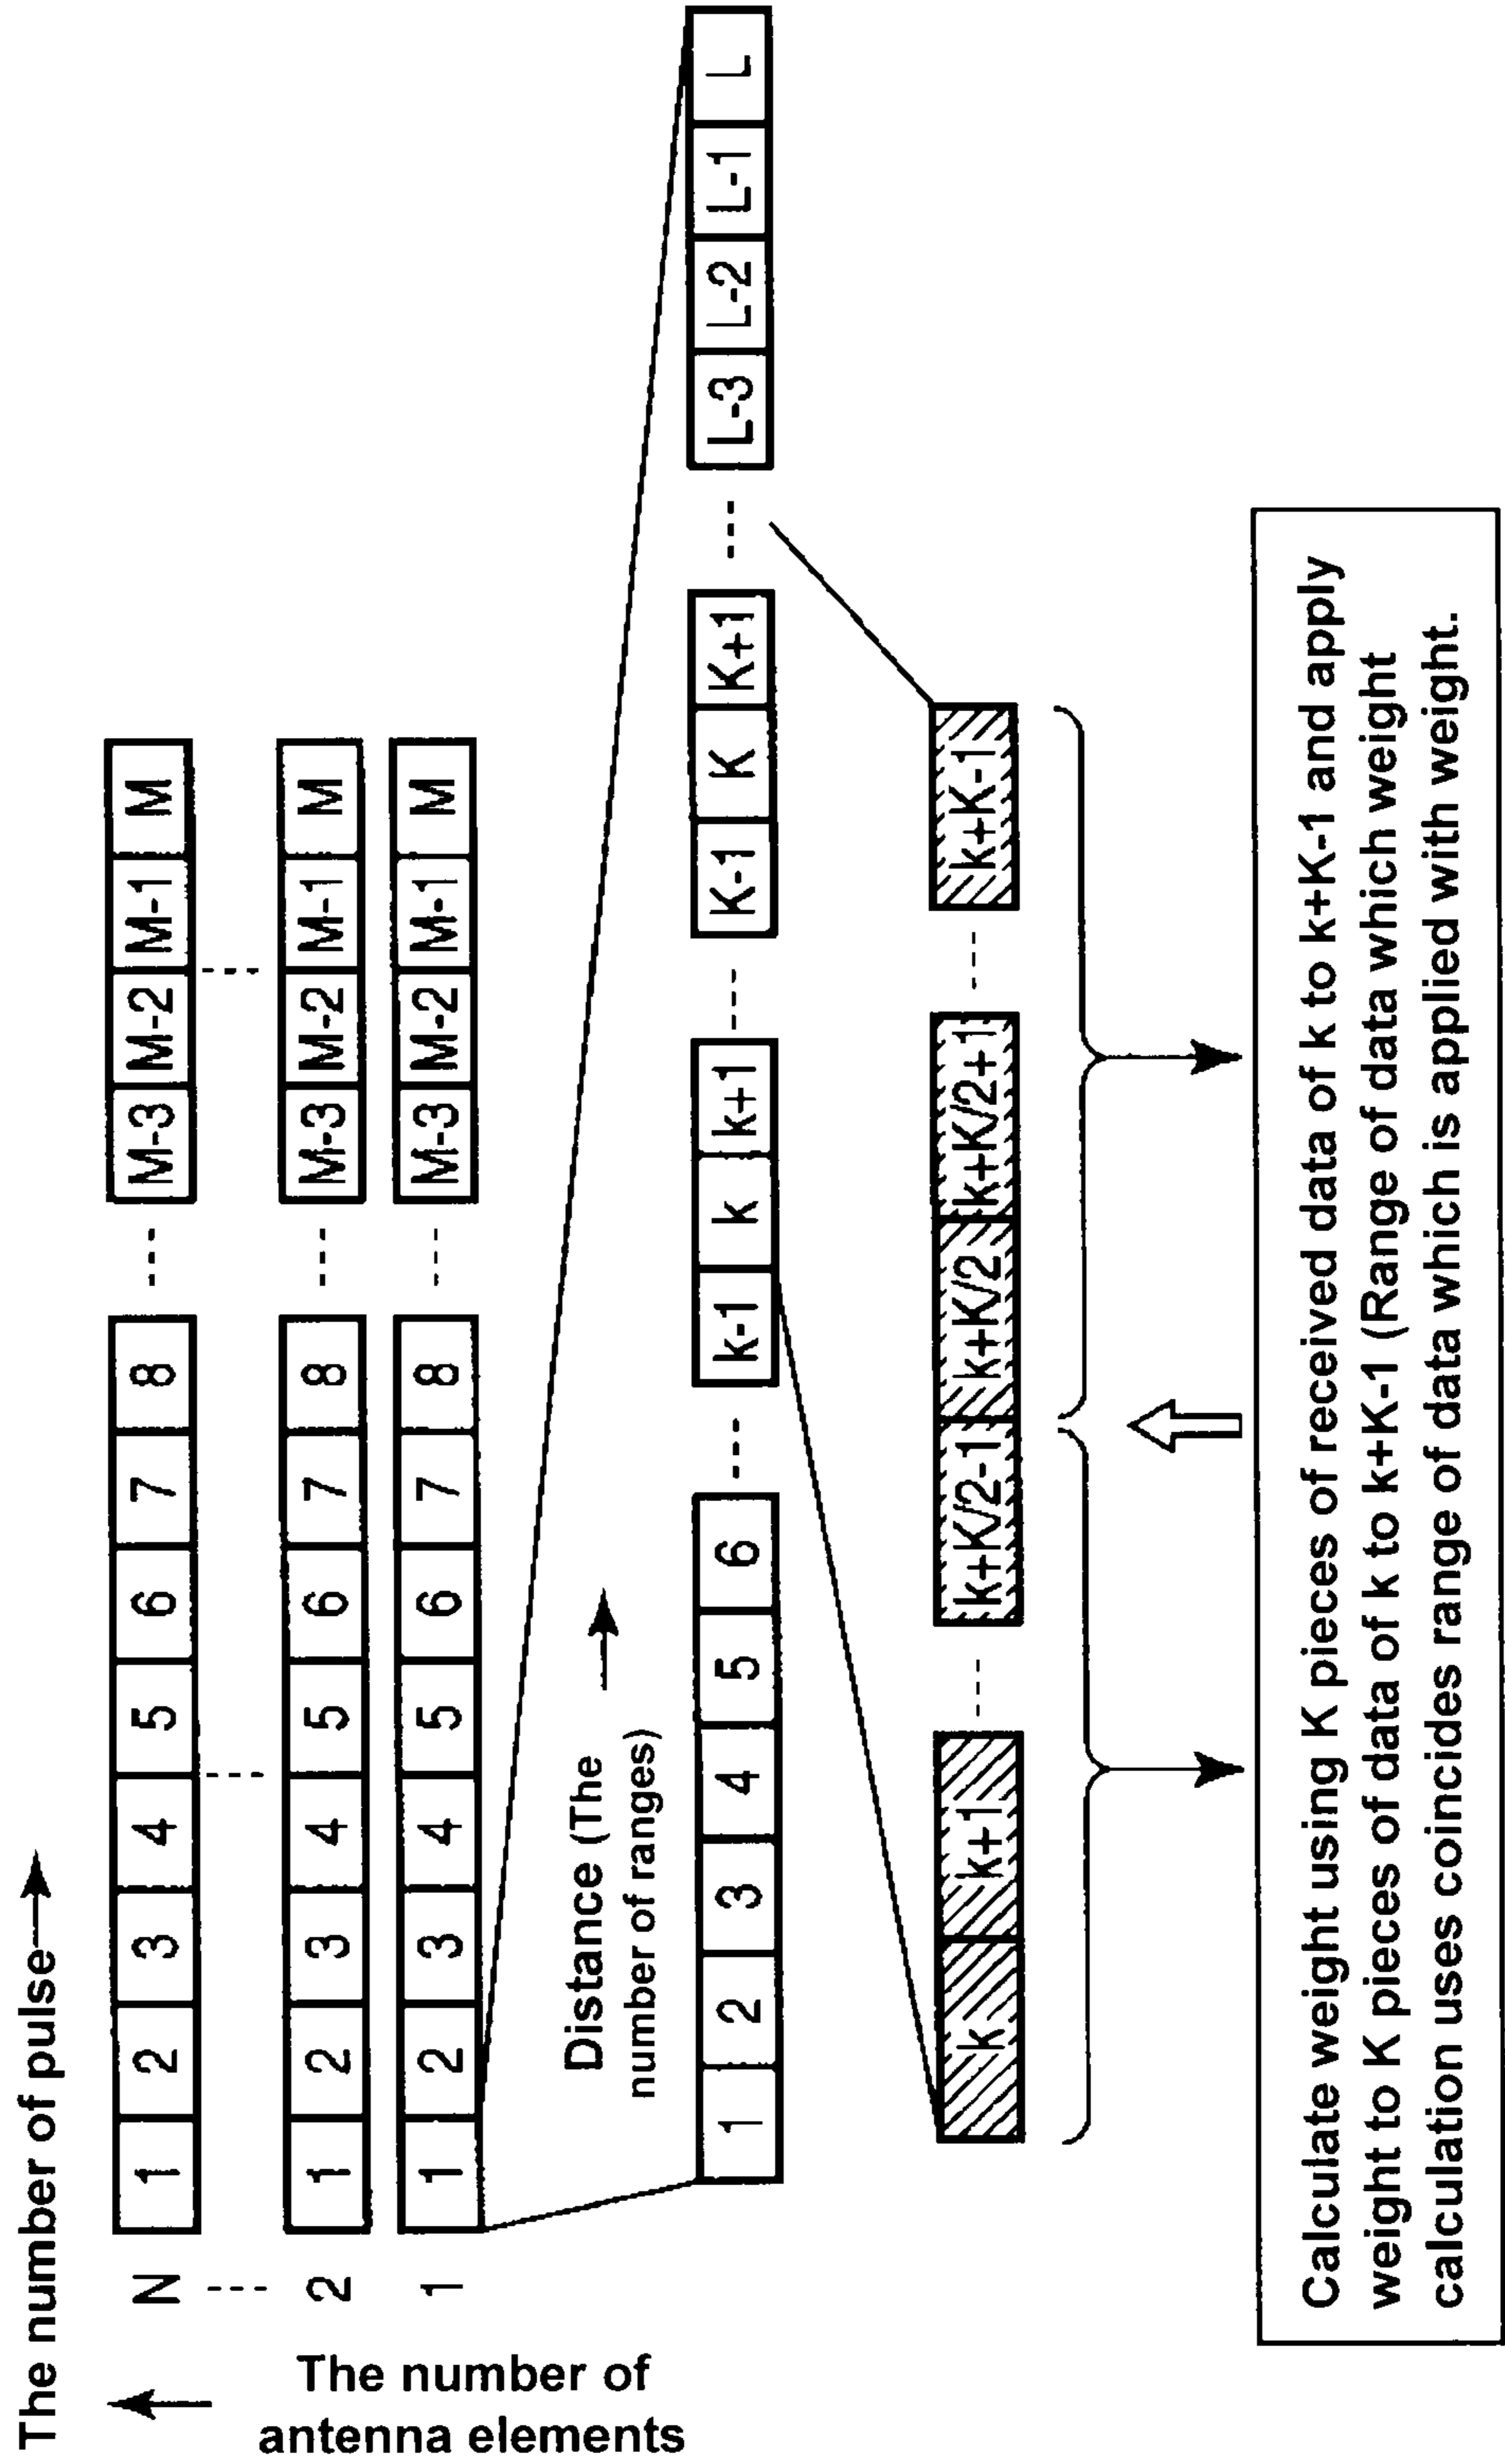 The number of pulse
N 1 2 3 4 5 6 7 8 --- M-3 M-2 M-1 M
2 1 2 3 4 5 6 7 8 --- M-3 M-2 M-1 M
1 1 2 3 4 5 6 7 8 --- M-3 M-2 M-1 M
The number of
antenna elements
Distance (The
number of ranges)
1 2 3 4 5 6 --- k-1 k k+1 --- K-1 K K+1 --- L-3 L-2 L-1 L
k k+1 --- k+K/2-1 k+K/2 k+K/2+1 --- k+K-1
Calculate weight using K pieces of received data of k to k+K-1 and apply
weight to K pieces of data of k to k+K-1 (Range of data which weight
calculation uses coincides range of data which is applied with weight.